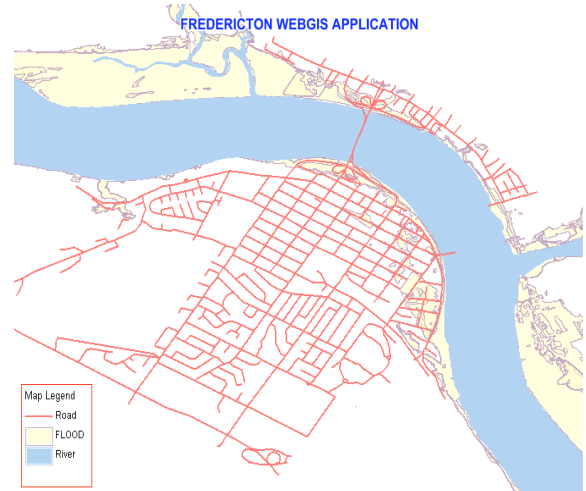 FREDERICTON WEBGIS APPLICATION
Map Legend
Road
FLOOD
River